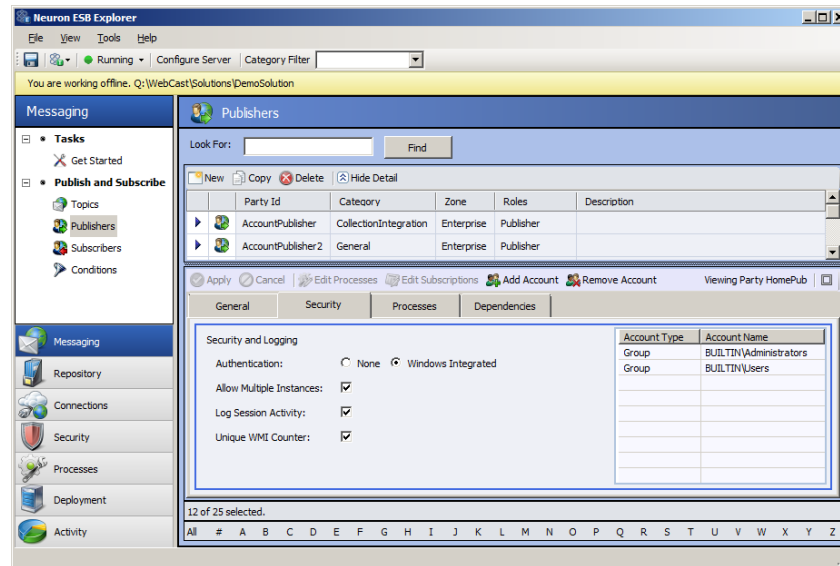 Neuron ESB Explorer
File View Tools Help
Running Configure Server Category Filter
You are working offline. Q:\WebCast\Solutions\DemoSolution
Messaging
Tasks
Get Started
Publish and Subscribe
Topics
Publishers
Subscribers
Conditions
Messaging
Repository
Connections
Security
Processes
Deployment
Activity
Publishers
Look For: Find
New Copy Delete Hide Detail
Party Id Category Zone Roles Description
AccountPublisher CollectionIntegration Enterprise Publisher
AccountPublisher2 General Enterprise Publisher
Apply Cancel Edit Processes Edit Subscriptions Add Account Remove Account Viewing Party HomePub
General Security Processes Dependencies
Security and Logging
Authentication: None Windows Integrated
Allow Multiple Instances:
Log Session Activity:
Unique WMI Counter:
Account Type Account Name
Group BUILTIN\Administrators
Group BUILTIN\Users
12 of 25 selected.
All # A B C D E F G H I J K L M N O P Q R S T U V W X Y Z